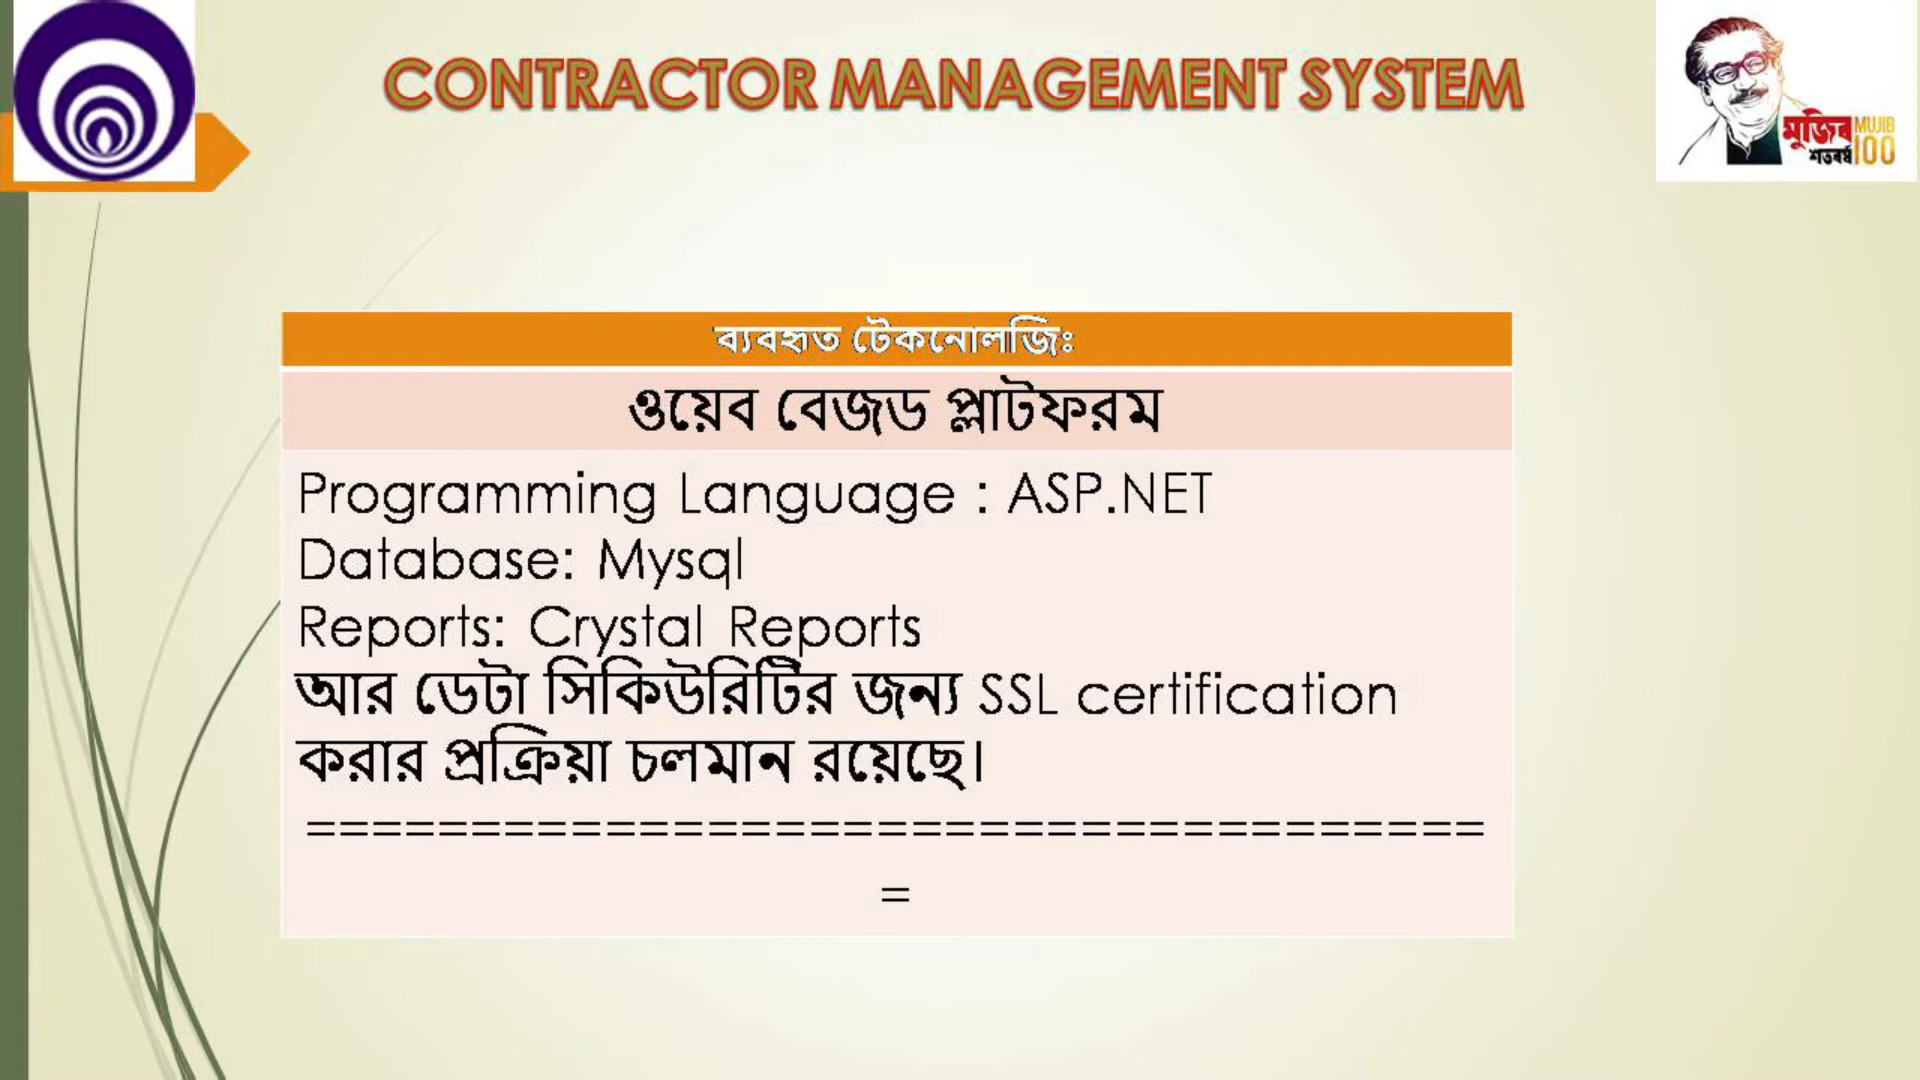 CONTRACTOR MANAGEMENT SYSTEM
মুজিব MUJIB
শতবর্ষ 100
ব্যবহৃত টেকনোলজিঃ
ওয়েব বেজড প্লাটফরম
Programming Language : ASP.NET
Database: Mysql
Reports: Crystal Reports
আর ডেটা সিকিউরিটির জন্য SSL certification
করার প্রক্রিয়া চলমান রয়েছে।
===================================
=